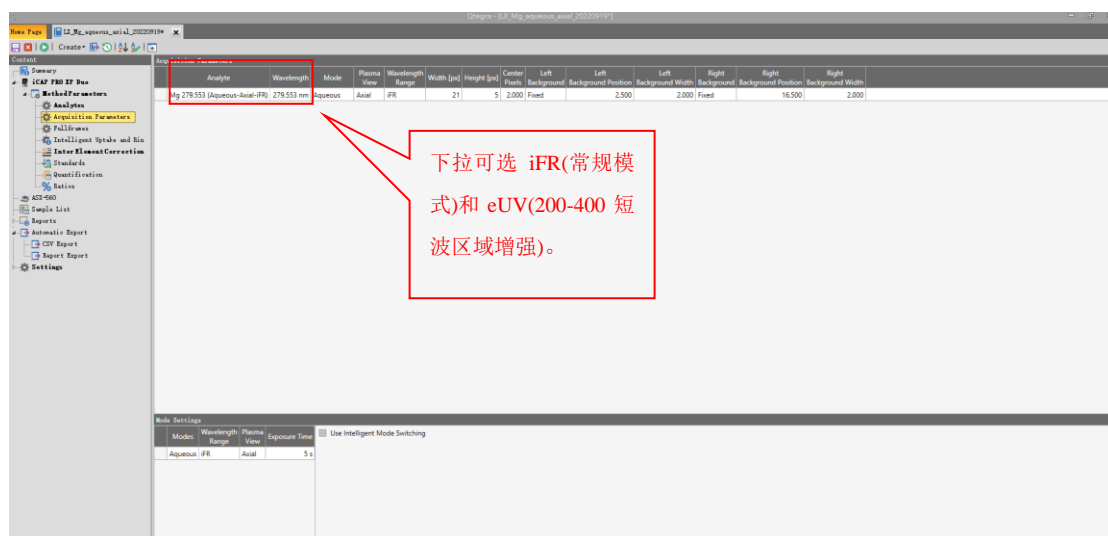 Qtegra - [LX_Mg_aqueous_axial_20220919*]
Home Page LX_Mg_aqueous_axial_20220919* x
Create
Content
Summary
iCAP PRO XP Duo
MethodParameters
Analytes
Acquisition Parameters
Fullframes
Intelligent Uptake and Rin
InterElementCorrection
Standards
Quantification
Ratios
ASX-560
Sample List
Reports
Automatic Export
CSV Export
Report Export
Settings
Acquisition Parameters
Analyte Wavelength Mode Plasma View Wavelength Range Width [px] Height [px] Center Pixels Left Background Left Background Position Left Background Width Right Background Right Background Position Right Background Width
Mg 279.553 (Aqueous-Axial-iFR) 279.553 nm Aqueous Axial iFR 21 5 2.000 Fixed 2.500 2.000 Fixed 16.500 2.000
下拉可选 iFR(常规模
式)和 eUV(200-400 短
波区域增强)。
Mode Settings
Modes Wavelength Range Plasma View Exposure Time
Use Intelligent Mode Switching
Aqueous iFR Axial 5 s